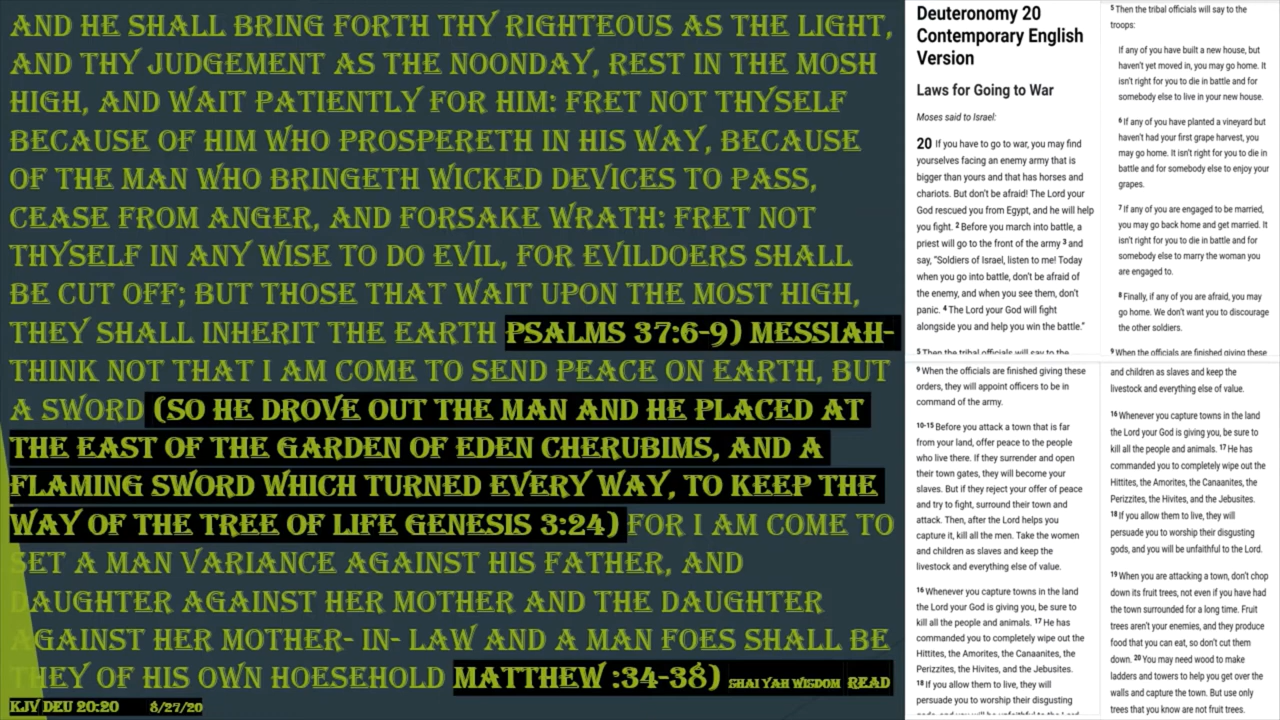 AND HE SHALL BRING FORTH THY RIGHTEOUS AS THE LIGHT,
AND THY JUDGEMENT AS THE NOONDAY, REST IN THE MOSH
HIGH, AND WAIT PATIENTLY FOR HIM: FRET NOT THYSELF
BECAUSE OF HIM WHO PROSPERETH IN HIS WAY, BECAUSE
OF THE MAN WHO BRINGETH WICKED DEVICES TO PASS,
CEASE FROM ANGER, AND FORSAKE WRATH: FRET NOT
THYSELF IN ANY WISE TO DO EVIL, FOR EVILDOERS SHALL
BE CUT OFF; BUT THOSE THAT WAIT UPON THE MOST HIGH,
THEY SHALL INHERIT THE EARTH PSALMS 37:6-9) MESSIAH-
THINK NOT THAT I AM COME TO SEND PEACE ON EARTH, BUT
A SWORD (SO HE DROVE OUT THE MAN AND HE PLACED AT
THE EAST OF THE GARDEN OF EDEN CHERUBIMS, AND A
FLAMING SWORD WHICH TURNED EVERY WAY, TO KEEP THE
WAY OF THE TREE OF LIFE GENESIS 3:24) FOR I AM COME TO
SET A MAN VARIANCE AGAINST HIS FATHER, AND
DAUGHTER AGAINST HER MOTHER, AND THE DAUGHTER
AGAINST HER NOTHER- IN- LAW AND A MAN FOES SHALL BE
THEY OF HIS OWN HOUSEHOLD MATTHEW :34-38) SHAI YAH WISDOM READ
KJV DEU 20:20 8/27/20
Deuteronomy 20
Contemporary English
Version
Laws for Going to War
Moses said to Israel:
20 If you have to go to war, you may find
yourselves facing an enemy army that is
bigger than yours and that has horses and
chariots. But don't be afraid! The Lord your
God rescued you from Egypt, and he will help
you fight. 2 Before you march into battle, a
priest will go to the front of the army 3 and
say, "Soldiers of Israel, listen to me! Today
when you go into battle, don't be afraid of
the enemy, and when you see them, don't
panic. 4 The Lord your God will fight
alongside you and help you win the battle."
5 Then the tribal officials will say to the
5 Then the tribal officials will say to the
troops:
If any of you have built a new house, but
haven't yet moved in, you may go home. It
isn't right for you to die in battle and for
somebody else to live in your new house.
6 If any of you have planted a vineyard but
haven't had your first grape harvest, you
may go home. It isn't right for you to die in
battle and for somebody else to enjoy your
grapes.
7 If any of you are engaged to be married,
you may go back home and get married. It
isn't right for you to die in battle and for
somebody else to marry the woman you
are engaged to.
8 Finally, if any of you are afraid, you may
go home. We don't want you to discourage
the other soldiers.
9 When the officials are finished giving these
9 When the officials are finished giving these
orders, they will appoint officers to be in
command of the army.
10-15 Before you attack a town that is far
from your land, offer peace to the people
who live there. If they surrender and open
their town gates, they will become your
slaves. But if they reject your offer of peace
and try to fight, surround their town and
attack. Then, after the Lord helps you
capture it, kill all the men. Take the women
and children as slaves and keep the
livestock and everything else of value.
16 Whenever you capture towns in the land
the Lord your God is giving you, be sure to
kill all the people and animals. 17 He has
commanded you to completely wipe out the
Hittites, the Amorites, the Canaanites, the
Perizzites, the Hivites, and the Jebusites.
18 If you allow them to live, they will
persuade you to worship their disgusting
gods, and you will be unfaithful to the Lord.
and children as slaves and keep the
livestock and everything else of value.
16 Whenever you capture towns in the land
the Lord your God is giving you, be sure to
kill all the people and animals. 17 He has
commanded you to completely wipe out the
Hittites, the Amorites, the Canaanites, the
Perizzites, the Hivites, and the Jebusites.
18 If you allow them to live, they will
persuade you to worship their disgusting
gods, and you will be unfaithful to the Lord.
19 When you are attacking a town, don't chop
down its fruit trees, not even if you have had
the town surrounded for a long time. Fruit
trees aren't your enemies, and they produce
food that you can eat, so don't cut them
down. 20 You may need wood to make
ladders and towers to help you get over the
walls and capture the town. But use only
trees that you know are not fruit trees.